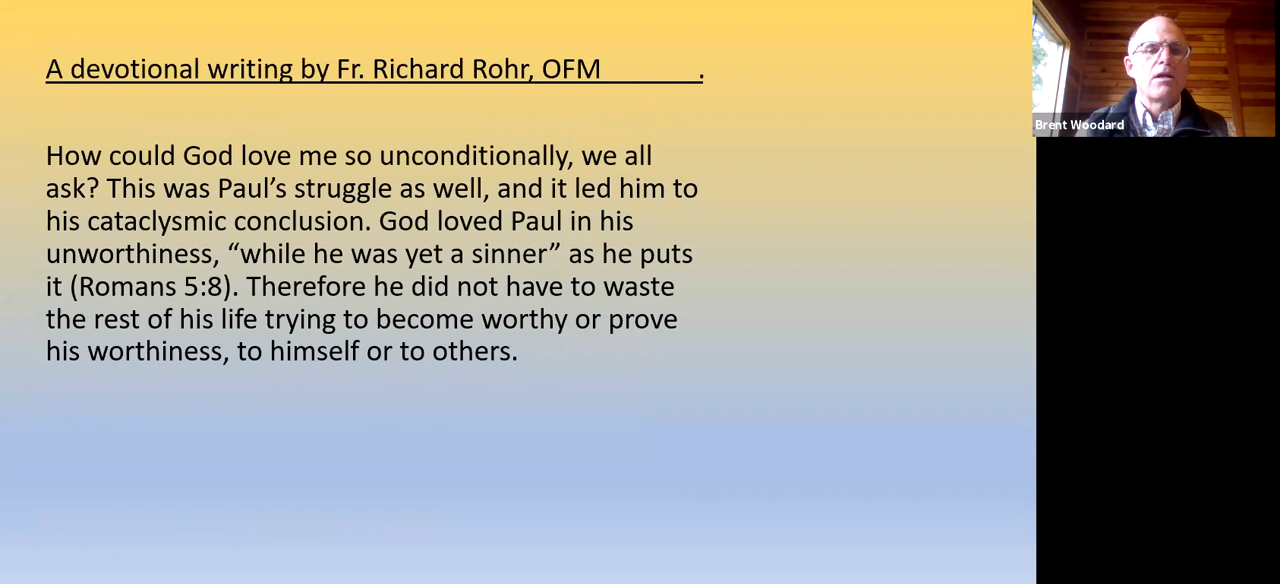 A devotional writing by Fr. Richard Rohr, OFM .
How could God love me so unconditionally, we all
ask? This was Paul’s struggle as well, and it led him to
his cataclysmic conclusion. God loved Paul in his
unworthiness, “while he was yet a sinner” as he puts
it (Romans 5:8). Therefore he did not have to waste
the rest of his life trying to become worthy or prove
his worthiness, to himself or to others.
Brent Woodard